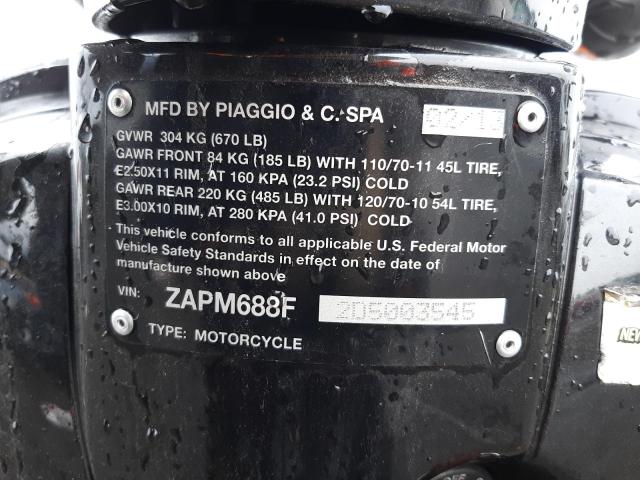 MFD BY PIAGGIO & C. SPA 02/13
GVWR 304 KG (670 LB)
GAWR FRONT 84 KG (185 LB) WITH 110/70-11 45L TIRE,
E2.50X11 RIM, AT 160 KPA (23.2 PSI) COLD
GAWR REAR 220 KG (485 LB) WITH 120/70-10 54L TIRE,
E3.00X10 RIM, AT 280 KPA (41.0 PSI) COLD
This vehicle conforms to all applicable U.S. Federal Motor
Vehicle Safety Standards in effect on the date of
manufacture shown above
VIN: ZAPM688F 2D5003545
TYPE: MOTORCYCLE